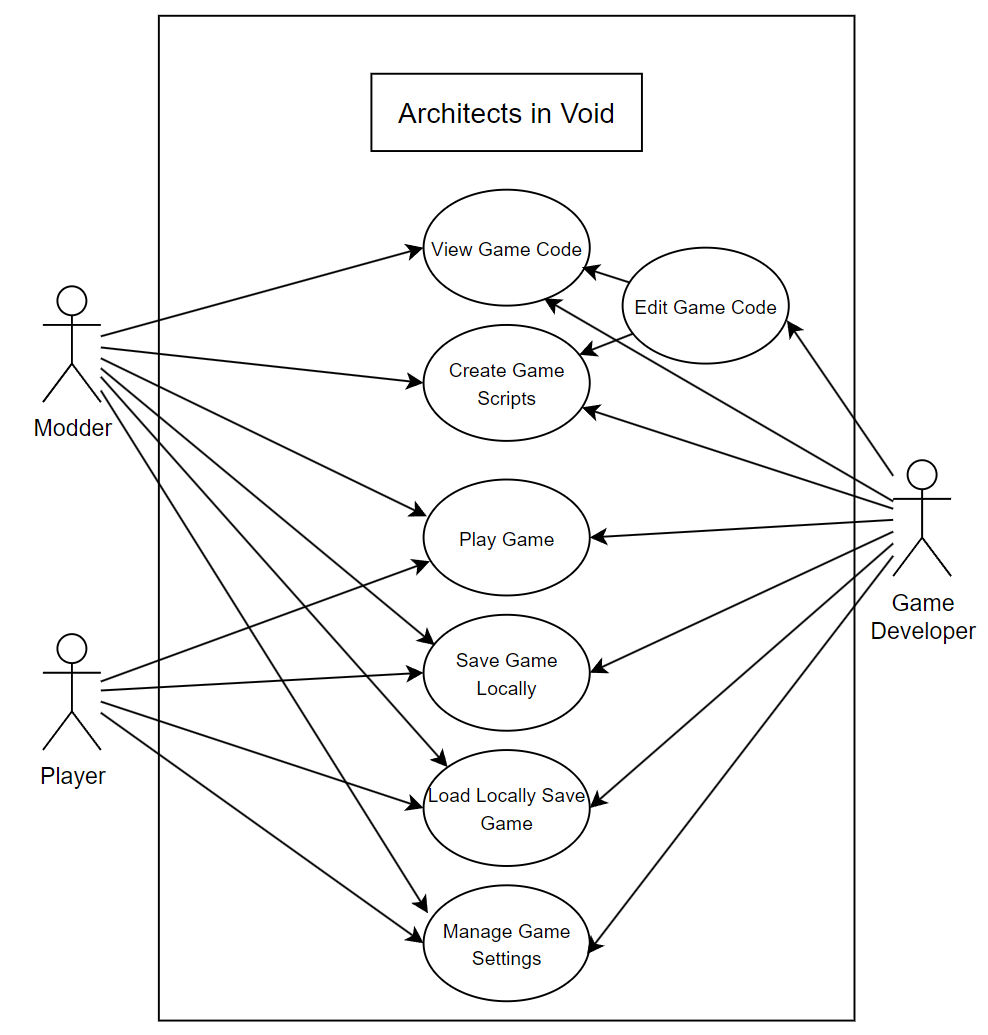 Architects in Void
View Game Code
Edit Game Code
Create Game
Scripts
Modder
Play Game
Game
Developer
Save Game
Locally
Player
Load Locally Save
Game
Manage Game
Settings